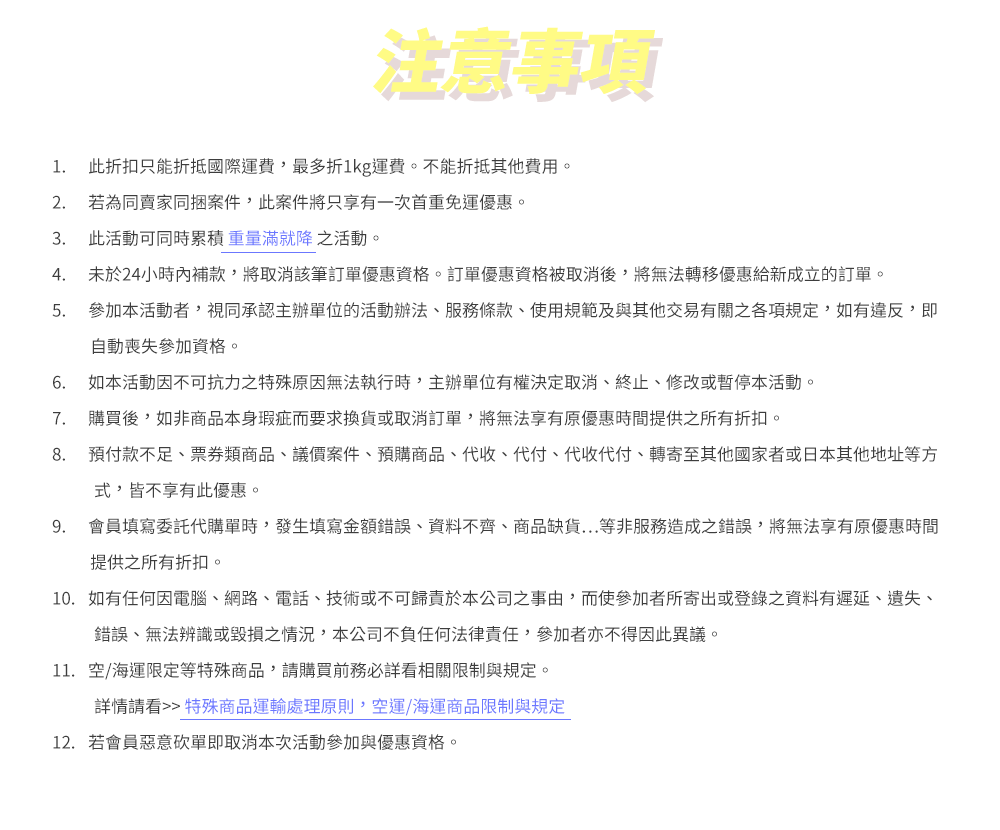 注意事項
1. 此折扣只能折抵國際運費，最多折1kg運費。不能折抵其他費用。
2. 若為同賣家同捆案件，此案件將只享有一次首重免運優惠。
3. 此活動可同時累積 重量滿就降 之活動。
4. 未於24小時內補款，將取消該筆訂單優惠資格。訂單優惠資格被取消後，將無法轉移優惠給新成立的訂單。
5. 參加本活動者，視同承認主辦單位的活動辦法、服務條款、使用規範及與其他交易有關之各項規定，如有違反，即
自動喪失參加資格。
6. 如本活動因不可抗力之特殊原因無法執行時，主辦單位有權決定取消、終止、修改或暫停本活動。
7. 購買後，如非商品本身瑕疵而要求換貨或取消訂單，將無法享有原優惠時間提供之所有折扣。
8. 預付款不足、票券類商品、議價案件、預購商品、代收、代付、代收代付、轉寄至其他國家者或日本其他地址等方
式，皆不享有此優惠。
9. 會員填寫委託代購單時，發生填寫金額錯誤、資料不齊、商品缺貨…等非服務造成之錯誤，將無法享有原優惠時間
提供之所有折扣。
10. 如有任何因電腦、網路、電話、技術或不可歸責於本公司之事由，而使參加者所寄出或登錄之資料有遲延、遺失、
錯誤、無法辨識或毀損之情況，本公司不負任何法律責任，參加者亦不得因此異議。
11. 空/海運限定等特殊商品，請購買前務必詳看相關限制與規定。
詳情請看>> 特殊商品運輸處理原則，空運/海運商品限制與規定
12. 若會員惡意砍單即取消本次活動參加與優惠資格。